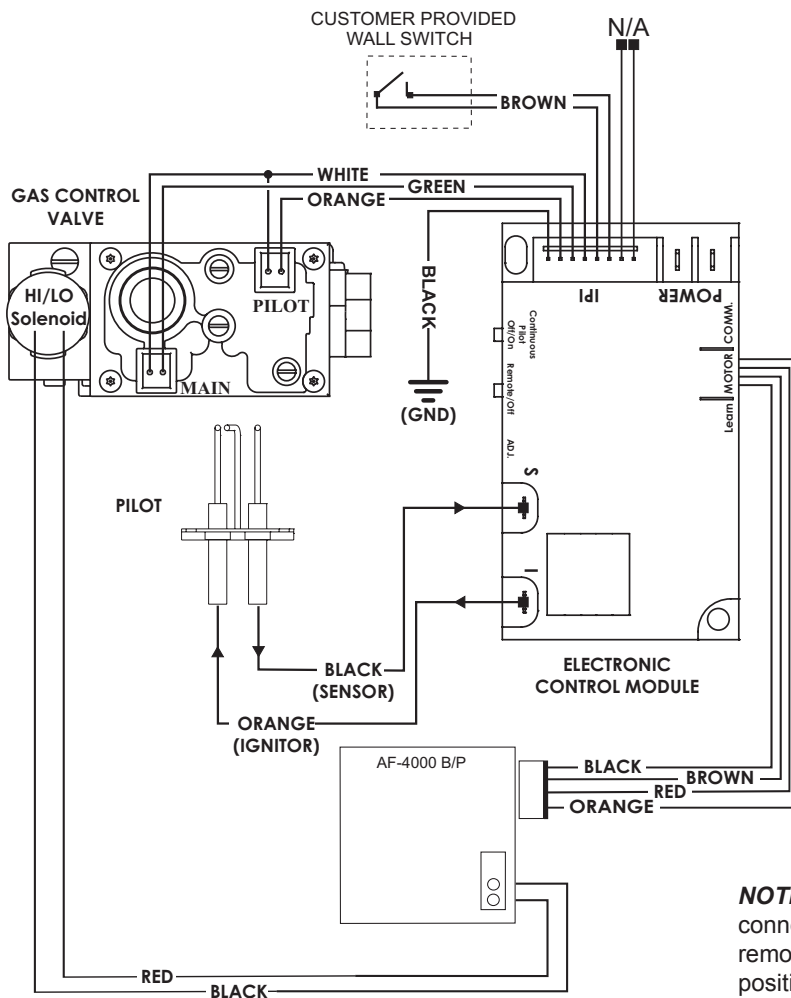 CUSTOMER PROVIDED
WALL SWITCH
N/A
BROWN
WHITE
GREEN
ORANGE
GAS CONTROL
VALVE
HI/LO
Solenoid
PILOT
MAIN
BLACK
(GND)
IPI
POWER
Continuous
Pilot
Off/On
Remote/Off
ADJ.
COMM.
MOTOR
Learn
S
I
PILOT
BLACK
(SENSOR)
ORANGE
(IGNITOR)
ELECTRONIC
CONTROL MODULE
AF-4000 B/P
BLACK
BROWN
RED
ORANGE
RED
BLACK